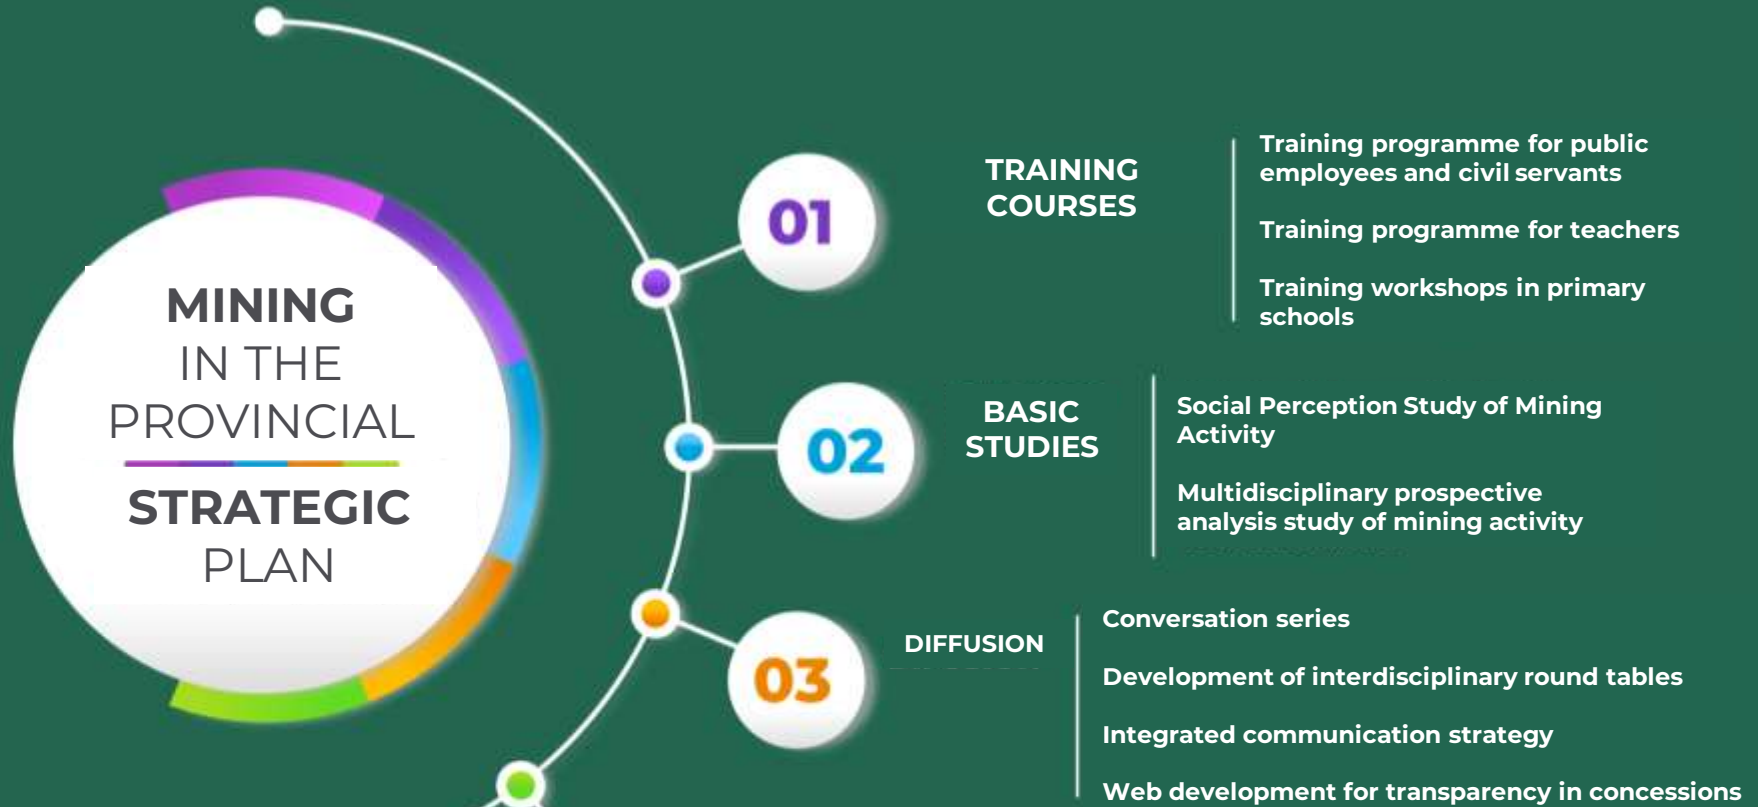 MINING
IN THE
PROVINCIAL
STRATEGIC
PLAN
01
TRAINING
COURSES
Training programme for public
employees and civil servants
Training programme for teachers
Training workshops in primary
schools
02
BASIC
STUDIES
Social Perception Study of Mining
Activity
Multidisciplinary prospective
analysis study of mining activity
03
DIFFUSION
Conversation series
Development of interdisciplinary round tables
Integrated communication strategy
Web development for transparency in concessions